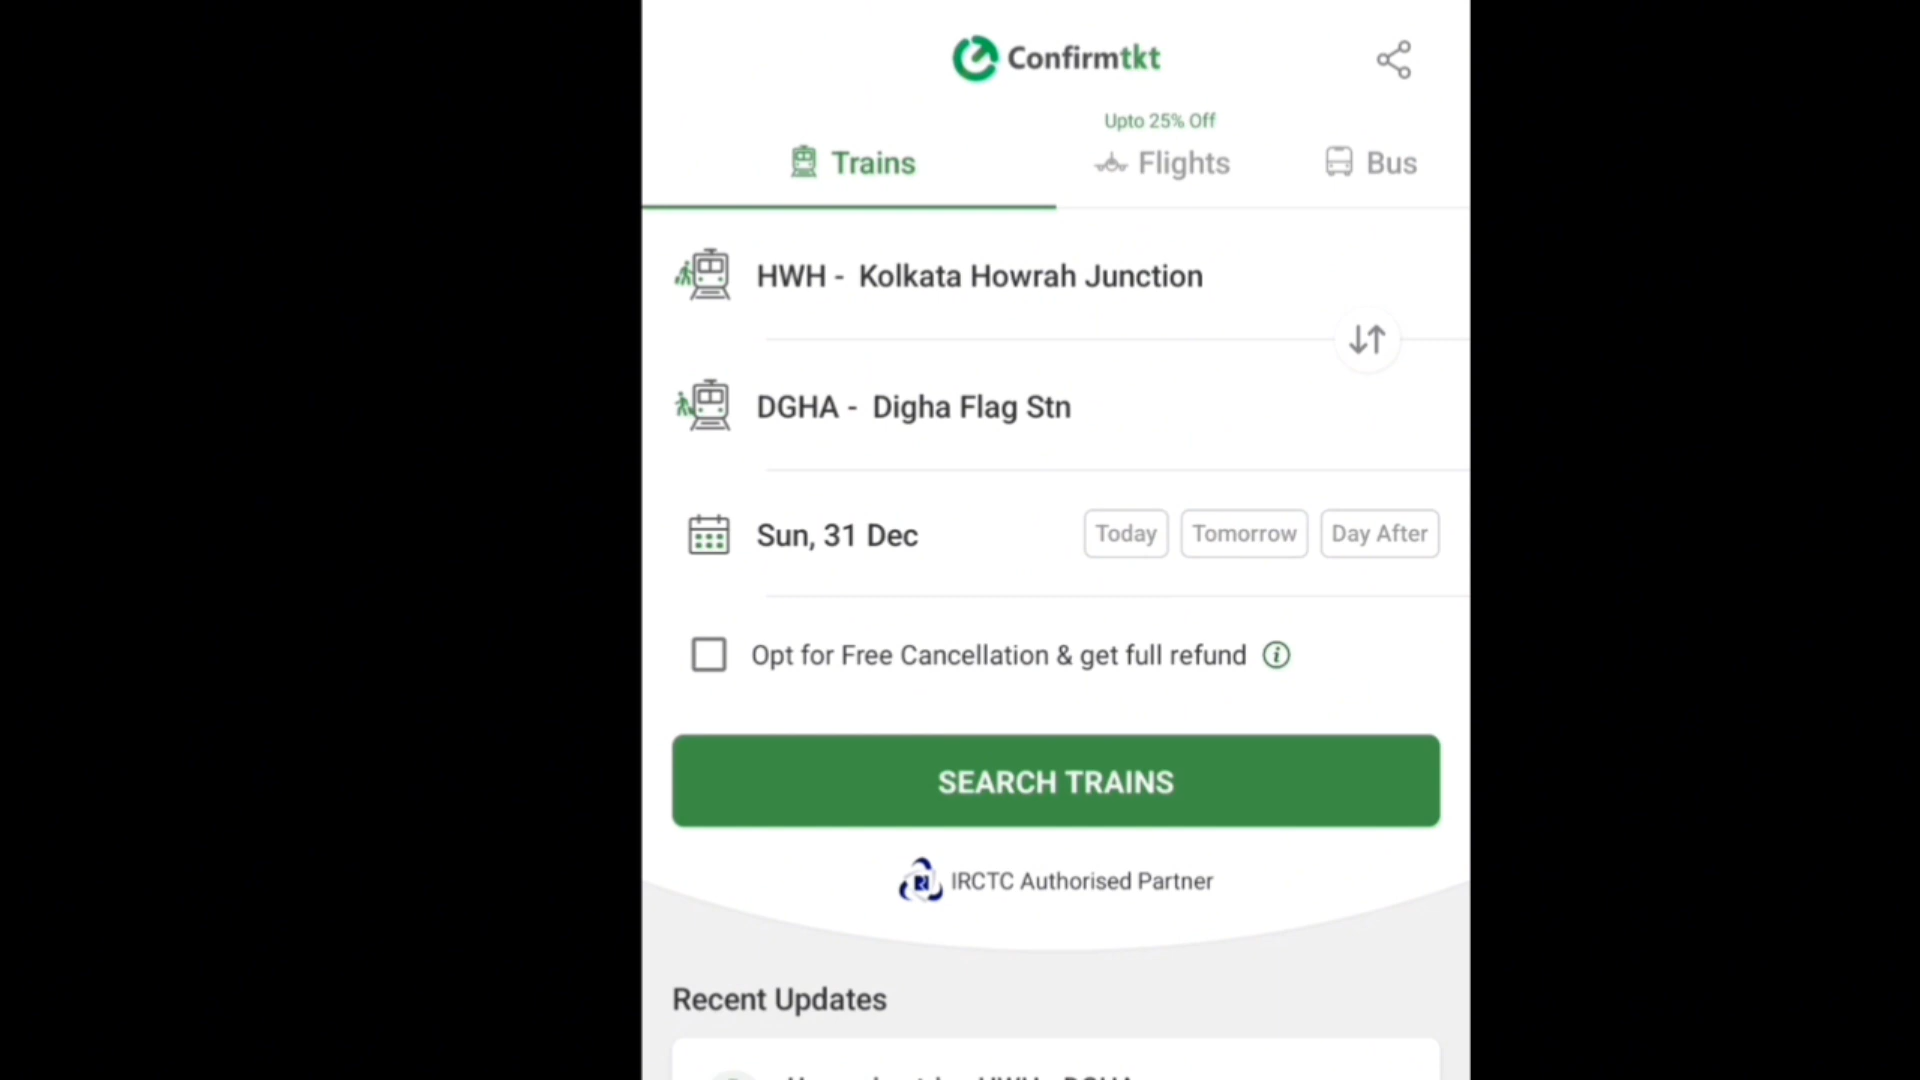 Confirmtkt
Upto 25% Off
Trains
Flights
Bus
HWH - Kolkata Howrah Junction
DGHA - Digha Flag Stn
Sun, 31 Dec
Today
Tomorrow
Day After
Opt for Free Cancellation & get full refund
SEARCH TRAINS
IRCTC Authorised Partner
Recent Updates